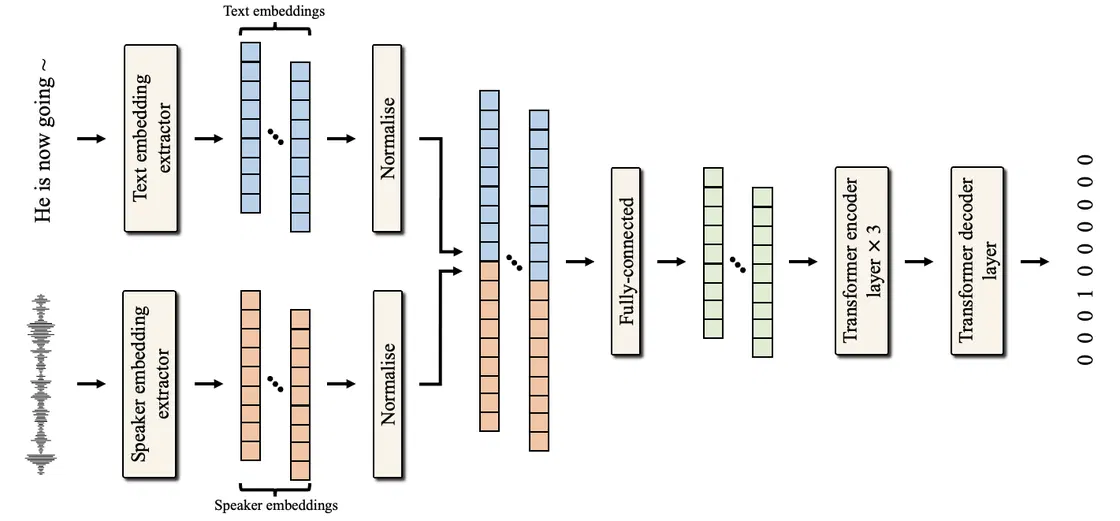 Text embeddings
He is now going ~
Text embedding
extractor
Normalise
Speaker embedding
extractor
Normalise
Speaker embeddings
Fully-connected
Transformer encoder
layer × 3
Transformer decoder
layer
0 0 0 1 0 0 0 0 0 0